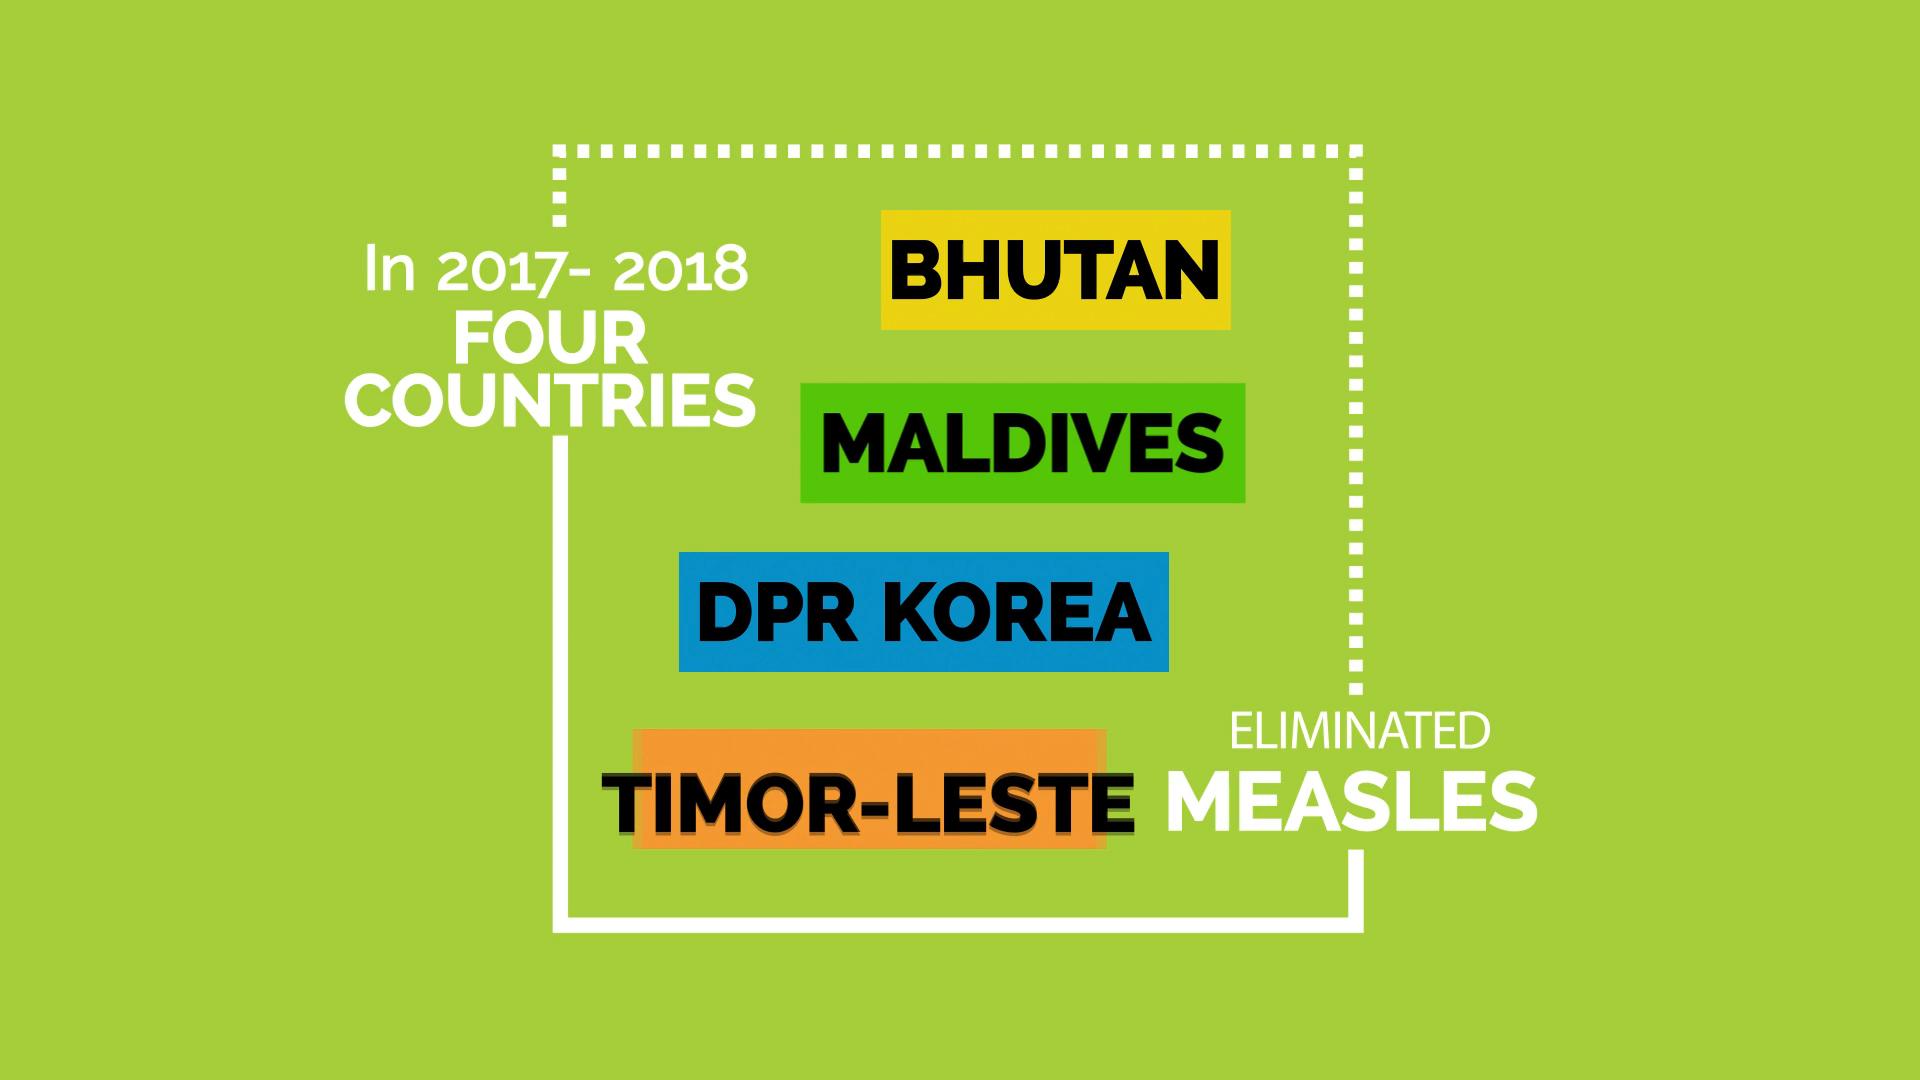 In 2017- 2018
FOUR
COUNTRIES
BHUTAN
MALDIVES
DPR KOREA
TIMOR-LESTE
ELIMINATED
MEASLES